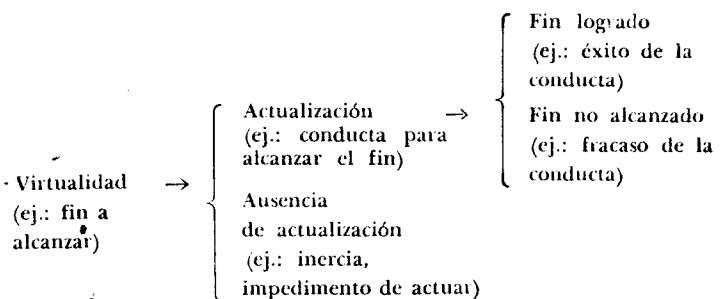 Virtualidad →
(ej.: fin a
alcanzar)
Actualización →
(ej.: conducta para
alcanzar el fin)
Ausencia
de actualización
(ej.: inercia,
impedimento de actuar)
Fin logrado
(ej.: éxito de la
conducta)
Fin no alcanzado
(ej.: fracaso de la
conducta)